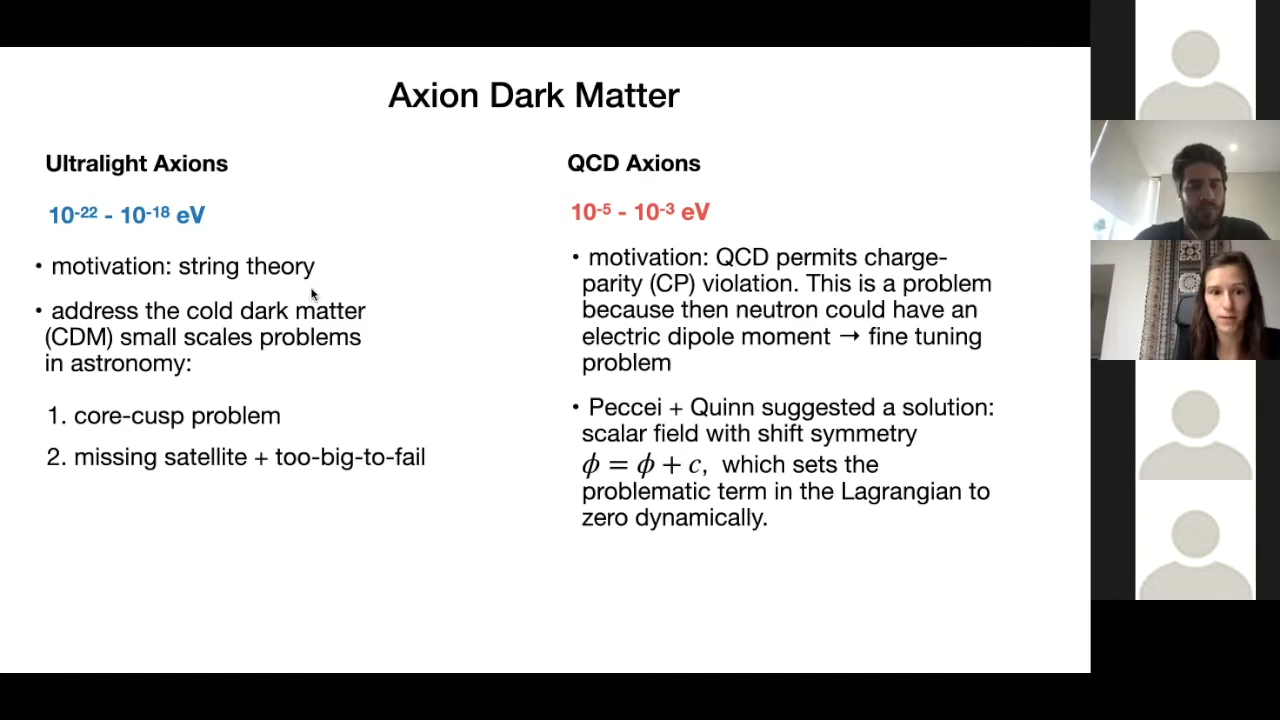 Axion Dark Matter
Ultralight Axions
10⁻²² - 10⁻¹⁸ eV
• motivation: string theory
• address the cold dark matter
(CDM) small scales problems
in astronomy:
1. core-cusp problem
2. missing satellite + too-big-to-fail
QCD Axions
10⁻⁵ - 10⁻³ eV
• motivation: QCD permits charge-
parity (CP) violation. This is a problem
because then neutron could have an
electric dipole moment → fine tuning
problem
• Peccei + Quinn suggested a solution:
scalar field with shift symmetry
ϕ = ϕ + c, which sets the
problematic term in the Lagrangian to
zero dynamically.